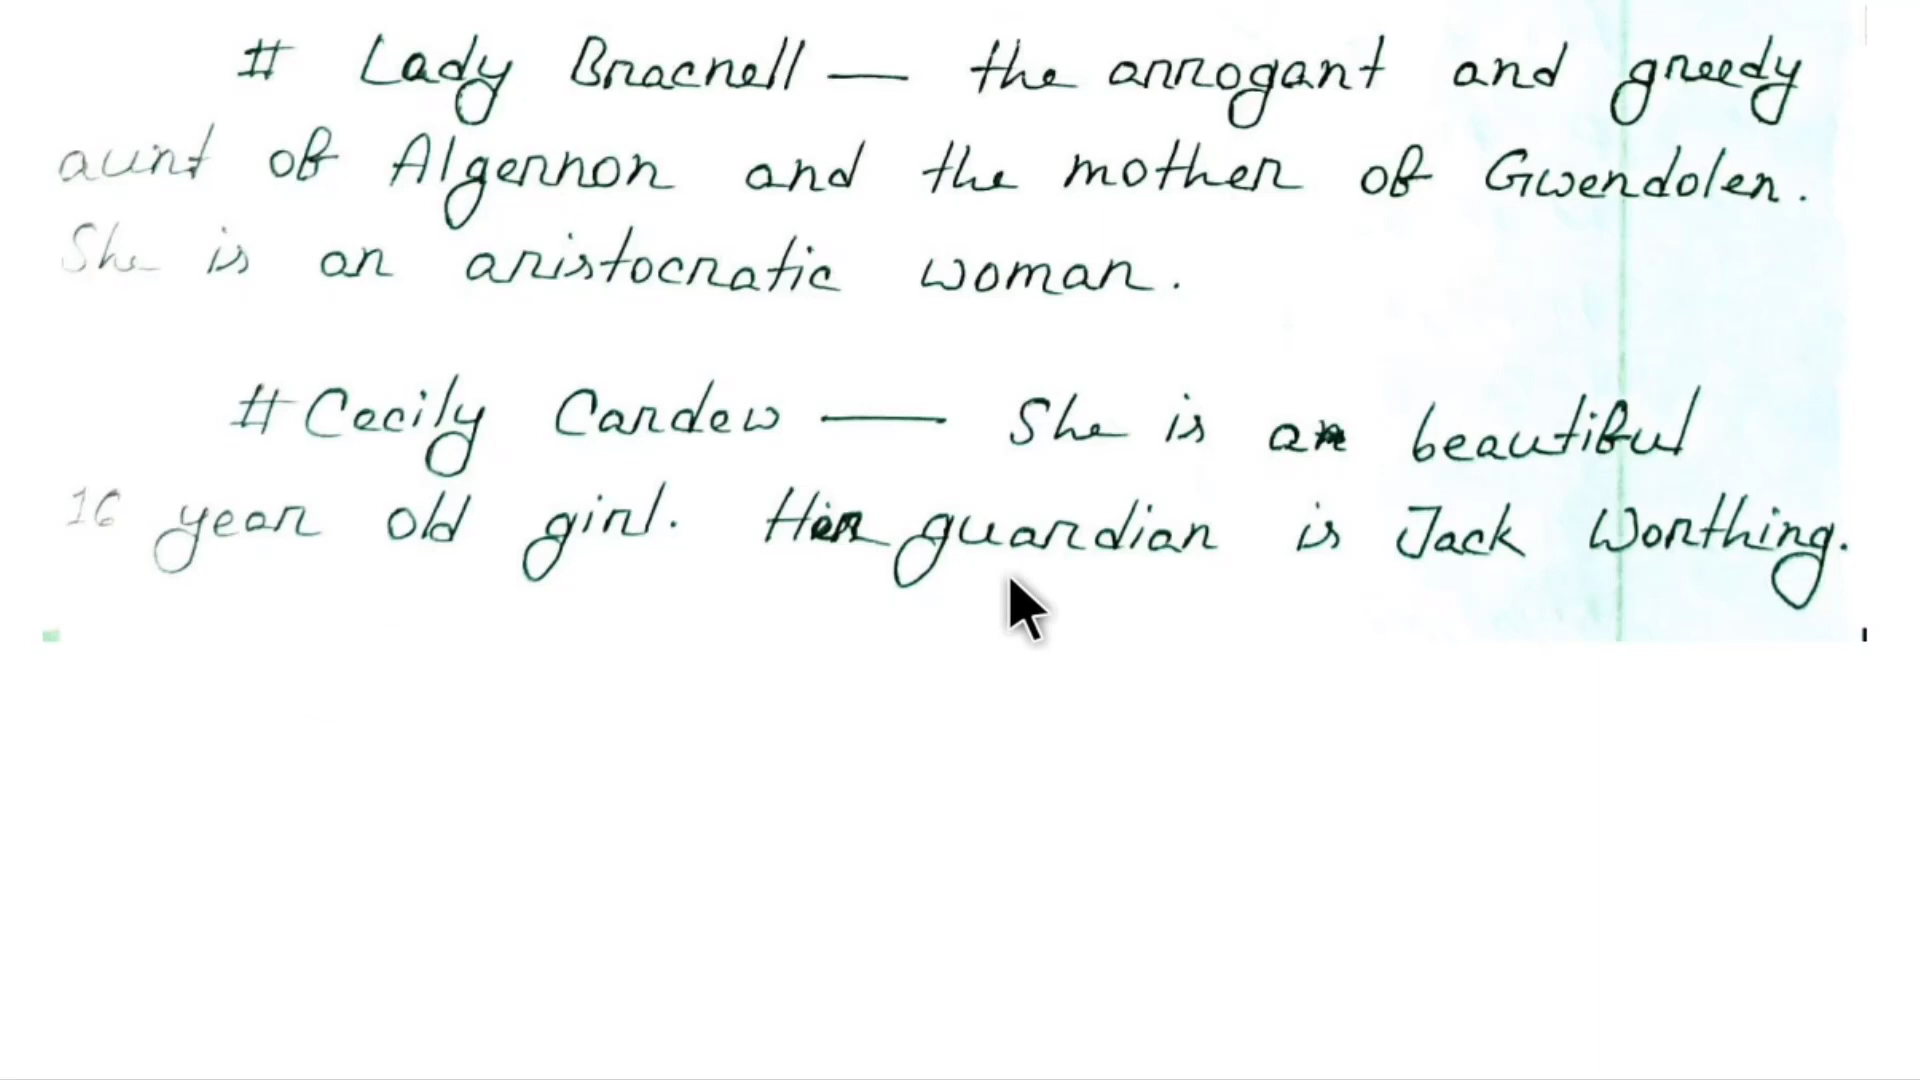 # Lady Bracnell — the arrogant and greedy
aunt of Algernon and the mother of Gwendolen.
She is an aristocratic woman.
# Cecily Cardew — She is a beautiful
16 year old girl. Her guardian is Jack Worthing.